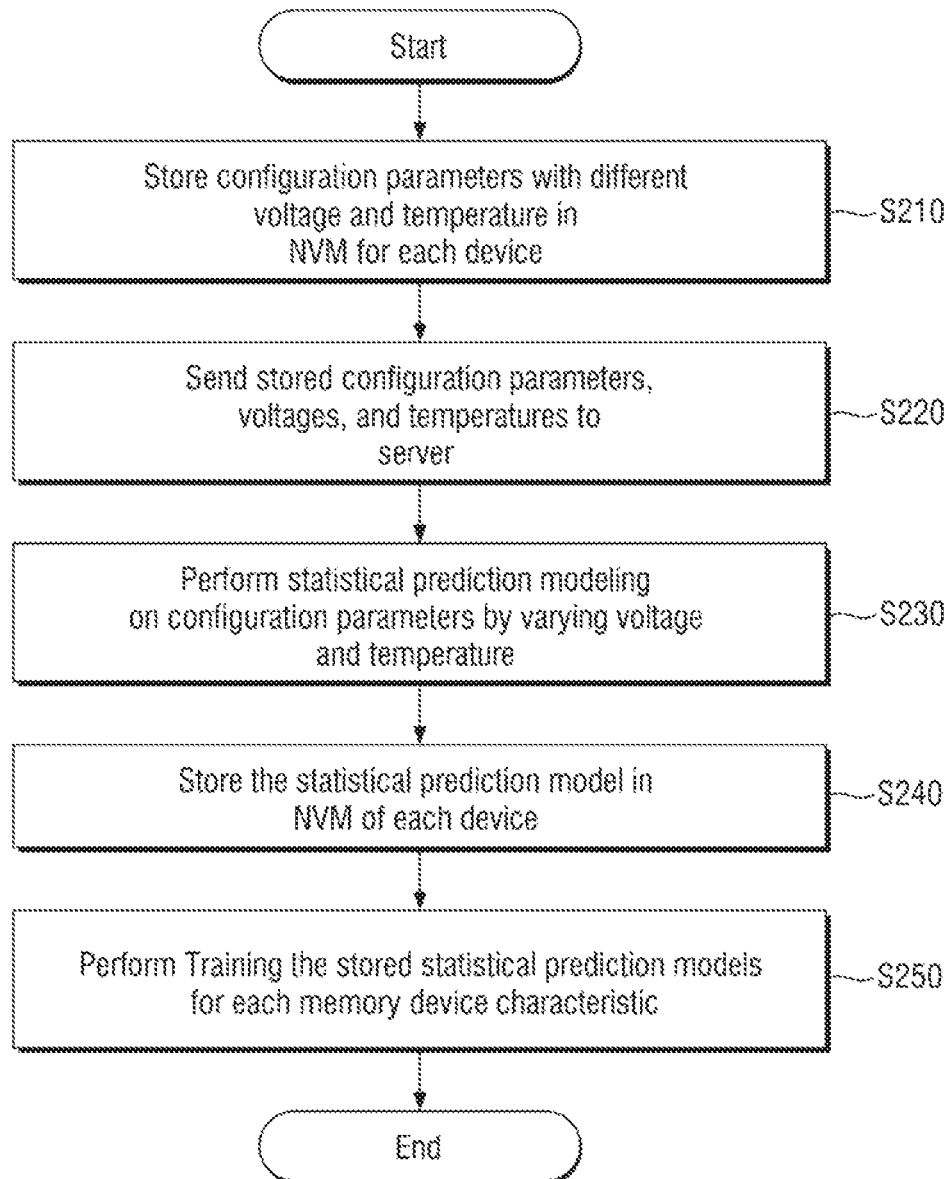 Start
Store configuration parameters with different
voltage and temperature in
NVM for each device
S210
Send stored configuration parameters,
voltages, and temperatures to
server
S220
Perform statistical prediction modeling
on configuration parameters by varying voltage
and temperature
S230
Store the statistical prediction model in
NVM of each device
S240
Perform Training the stored statistical prediction models
for each memory device characteristic
S250
End